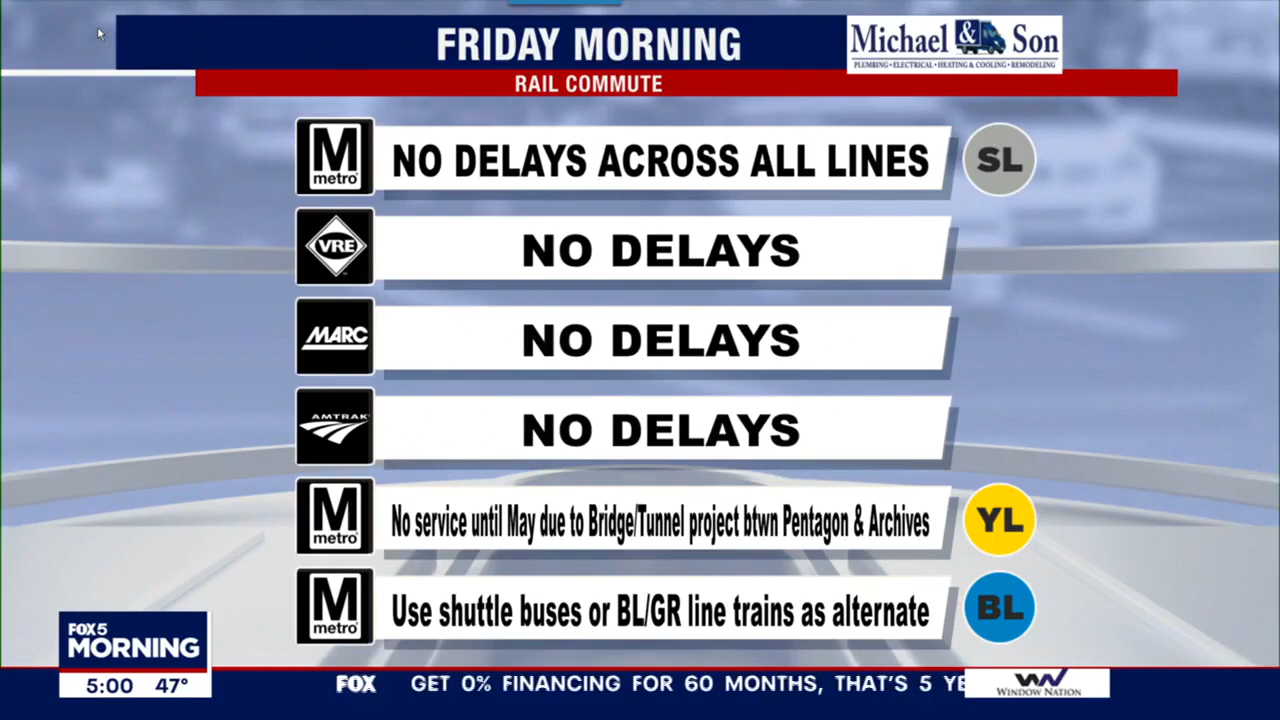 FRIDAY MORNING
Michael & Son
PLUMBING • ELECTRICAL • HEATING & COOLING • REMODELING
RAIL COMMUTE
M metro NO DELAYS ACROSS ALL LINES SL
VRE NO DELAYS
MARC NO DELAYS
AMTRAK NO DELAYS
M metro No service until May due to Bridge/Tunnel project btwn Pentagon & Archives YL
M metro Use shuttle buses or BL/GR line trains as alternate BL
FOX 5
MORNING
5:00 47°
FOX GET 0% FINANCING FOR 60 MONTHS, THAT'S 5 YE
WINDOW NATION